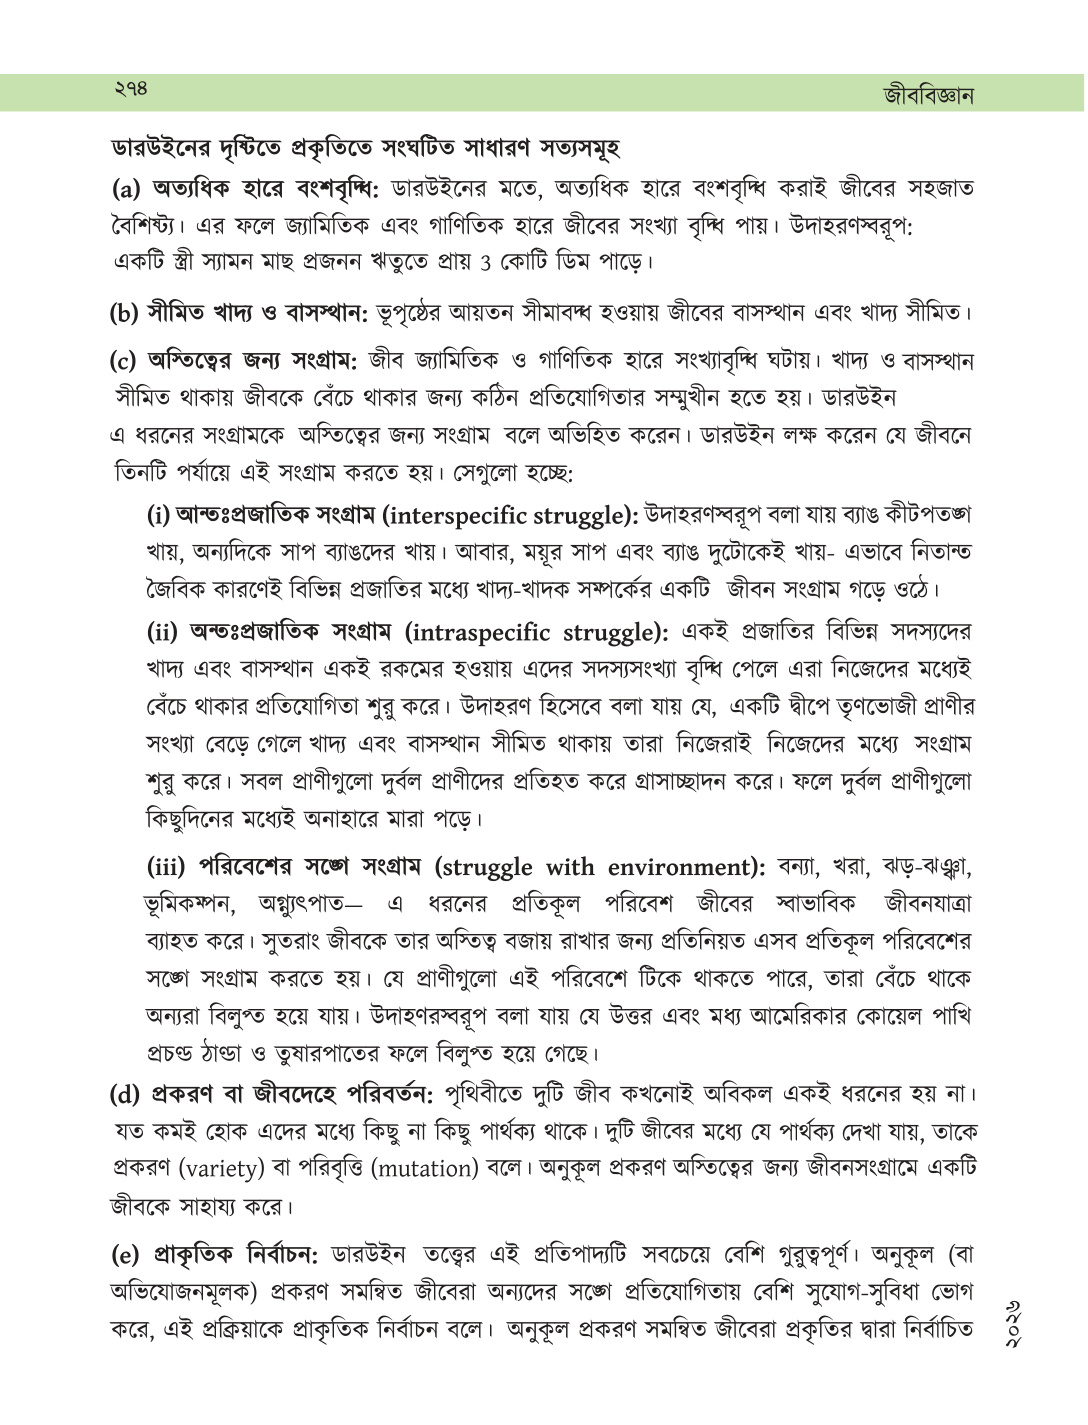 ২৭৪
জীববিজ্ঞান
ডারউইনের দৃষ্টিতে প্রকৃতিতে সংঘটিত সাধারণ সত্যসমূহ
(a) অত্যধিক হারে বংশবৃদ্ধি: ডারউইনের মতে, অত্যধিক হারে বংশবৃদ্ধি করাই জীবের সহজাত
বৈশিষ্ট্য। এর ফলে জ্যামিতিক এবং গাণিতিক হারে জীবের সংখ্যা বৃদ্ধি পায়। উদাহরণস্বরূপ:
একটি স্ত্রী স্যামন মাছ প্রজনন ঋতুতে প্রায় 3 কোটি ডিম পাড়ে।
(b) সীমিত খাদ্য ও বাসস্থান: ভূপৃষ্ঠের আয়তন সীমাবদ্ধ হওয়ায় জীবের বাসস্থান এবং খাদ্য সীমিত।
(c) অস্তিত্বের জন্য সংগ্রাম: জীব জ্যামিতিক ও গাণিতিক হারে সংখ্যাবৃদ্ধি ঘটায়। খাদ্য ও বাসস্থান
সীমিত থাকায় জীবকে বেঁচে থাকার জন্য কঠিন প্রতিযোগিতার সম্মুখীন হতে হয়। ডারউইন
এ ধরনের সংগ্রামকে অস্তিত্বের জন্য সংগ্রাম বলে অভিহিত করেন। ডারউইন লক্ষ করেন যে জীবনে
তিনটি পর্যায়ে এই সংগ্রাম করতে হয়। সেগুলো হচ্ছে:
(i) আন্তঃপ্রজাতিক সংগ্রাম (interspecific struggle): উদাহরণস্বরূপ বলা যায় ব্যাঙ কীটপতঙ্গ
খায়, অন্যদিকে সাপ ব্যাঙদের খায়। আবার, ময়ূর সাপ এবং ব্যাঙ দুটোকেই খায়- এভাবে নিতান্ত
জৈবিক কারণেই বিভিন্ন প্রজাতির মধ্যে খাদ্য-খাদক সম্পর্কের একটি জীবন সংগ্রাম গড়ে ওঠে।
(ii) অন্তঃপ্রজাতিক সংগ্রাম (intraspecific struggle): একই প্রজাতির বিভিন্ন সদস্যদের
খাদ্য এবং বাসস্থান একই রকমের হওয়ায় এদের সদস্যসংখ্যা বৃদ্ধি পেলে এরা নিজেদের মধ্যেই
বেঁচে থাকার প্রতিযোগিতা শুরু করে। উদাহরণ হিসেবে বলা যায় যে, একটি দ্বীপে তৃণভোজী প্রাণীর
সংখ্যা বেড়ে গেলে খাদ্য এবং বাসস্থান সীমিত থাকায় তারা নিজেরাই নিজেদের মধ্যে সংগ্রাম
শুরু করে। সবল প্রাণীগুলো দুর্বল প্রাণীদের প্রতিহত করে গ্রাসাচ্ছাদন করে। ফলে দুর্বল প্রাণীগুলো
কিছুদিনের মধ্যেই অনাহারে মারা পড়ে।
(iii) পরিবেশের সঙ্গে সংগ্রাম (struggle with environment): বন্যা, খরা, ঝড়-ঝঞ্ঝা,
ভূমিকম্পন, অগ্ন্যুৎপাত— এ ধরনের প্রতিকূল পরিবেশ জীবের স্বাভাবিক জীবনযাত্রা
ব্যাহত করে। সুতরাং জীবকে তার অস্তিত্ব বজায় রাখার জন্য প্রতিনিয়ত এসব প্রতিকূল পরিবেশের
সঙ্গে সংগ্রাম করতে হয়। যে প্রাণীগুলো এই পরিবেশে টিকে থাকতে পারে, তারা বেঁচে থাকে
অন্যরা বিলুপ্ত হয়ে যায়। উদাহণরস্বরূপ বলা যায় যে উত্তর এবং মধ্য আমেরিকার কোয়েল পাখি
প্রচণ্ড ঠাণ্ডা ও তুষারপাতের ফলে বিলুপ্ত হয়ে গেছে।
(d) প্রকরণ বা জীবদেহে পরিবর্তন: পৃথিবীতে দুটি জীব কখনোই অবিকল একই ধরনের হয় না।
যত কমই হোক এদের মধ্যে কিছু না কিছু পার্থক্য থাকে। দুটি জীবের মধ্যে যে পার্থক্য দেখা যায়, তাকে
প্রকরণ (variety) বা পরিবৃত্তি (mutation) বলে। অনুকূল প্রকরণ অস্তিত্বের জন্য জীবনসংগ্রামে একটি
জীবকে সাহায্য করে।
(e) প্রাকৃতিক নির্বাচন: ডারউইন তত্ত্বের এই প্রতিপাদ্যটি সবচেয়ে বেশি গুরুত্বপূর্ণ। অনুকূল (বা
অভিযোজনমূলক) প্রকরণ সমন্বিত জীবেরা অন্যদের সঙ্গে প্রতিযোগিতায় বেশি সুযোগ-সুবিধা ভোগ
করে, এই প্রক্রিয়াকে প্রাকৃতিক নির্বাচন বলে। অনুকূল প্রকরণ সমন্বিত জীবেরা প্রকৃতির দ্বারা নির্বাচিত
২০২৬